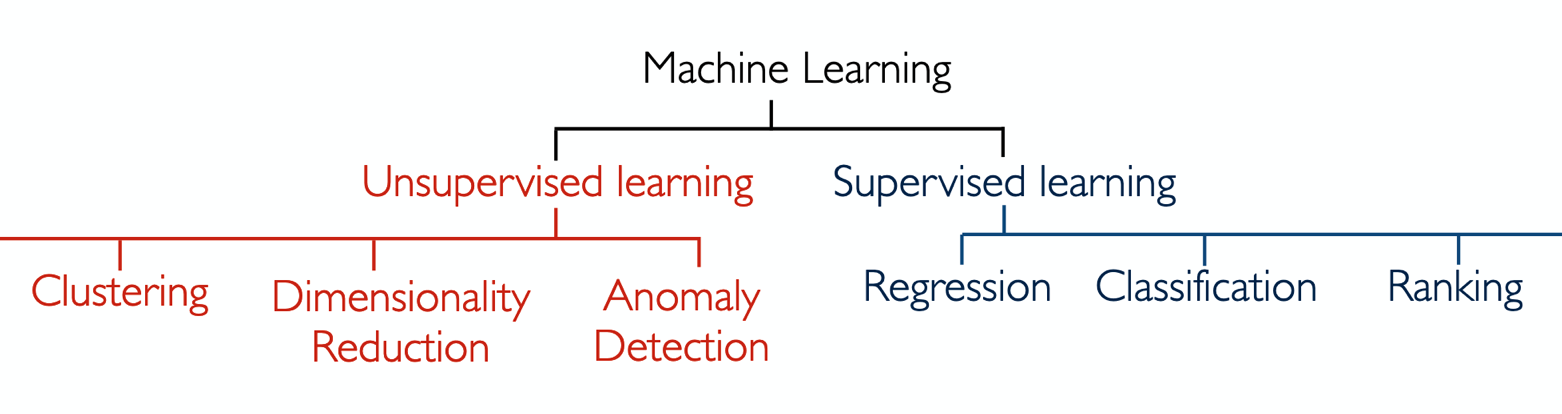 Machine Learning
Unsupervised learning
Supervised learning
Clustering
Dimensionality
Reduction
Anomaly
Detection
Regression
Classification
Ranking